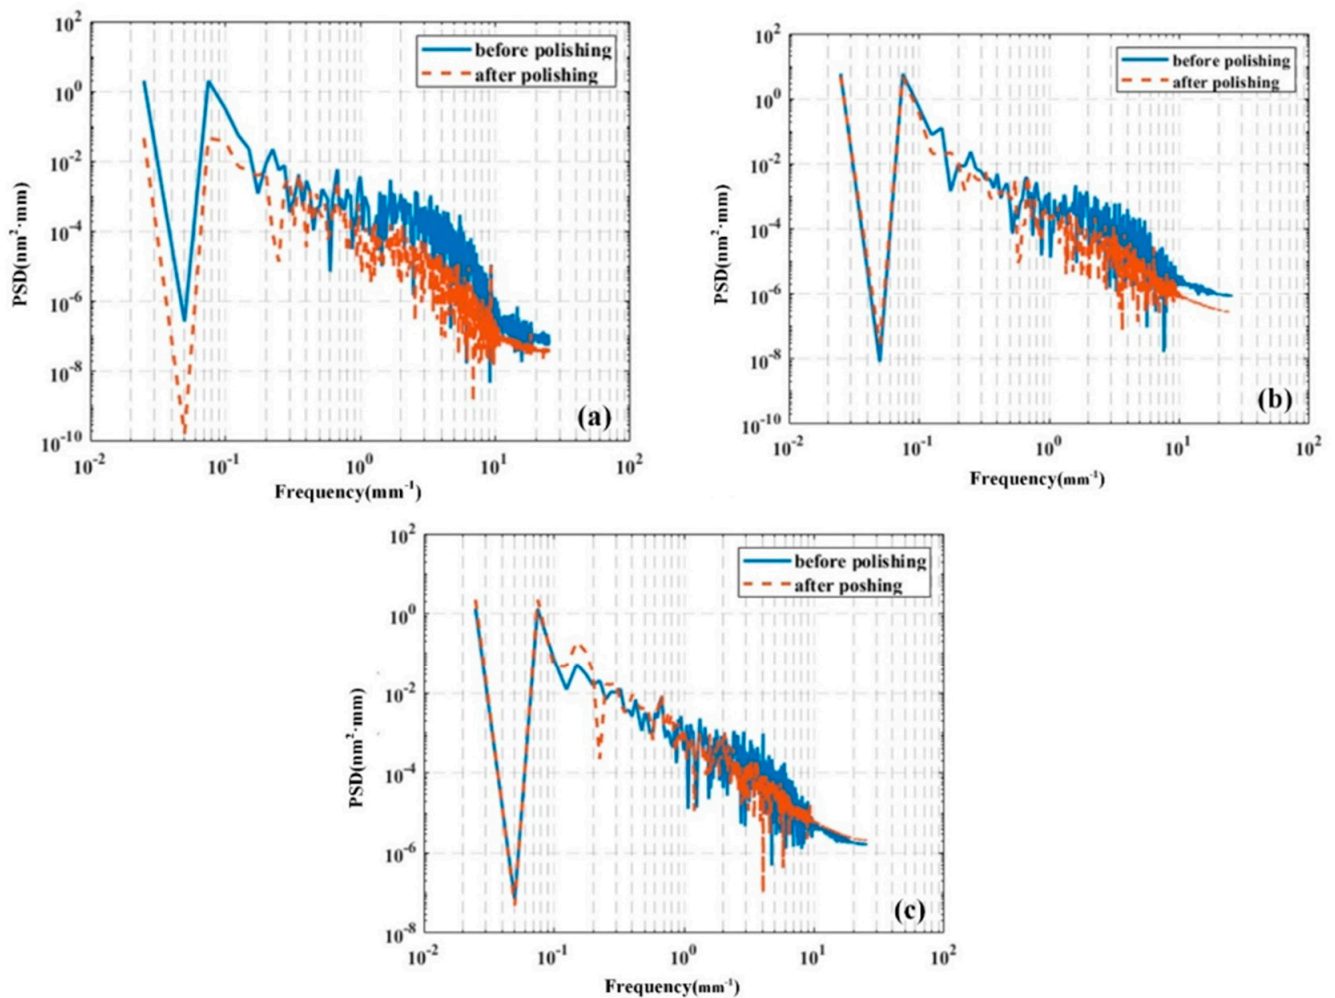 10²
10⁰
10⁻²
10⁻⁴
10⁻⁶
10⁻⁸
10⁻¹⁰
PSD(nm²·mm)
before polishing
after polishing
(a)
10⁻² 10⁻¹ 10⁰ 10¹ 10²
Frequency(mm⁻¹)
10²
10⁰
10⁻²
10⁻⁴
10⁻⁶
10⁻⁸
10⁻¹⁰
PSD(nm²·mm)
before polishing
after polishing
(b)
10⁻² 10⁻¹ 10⁰ 10¹ 10²
Frequency(mm⁻¹)
10²
10⁰
10⁻²
10⁻⁴
10⁻⁶
10⁻⁸
PSD(nm²·mm)
before polishing
after poshing
(c)
10⁻² 10⁻¹ 10⁰ 10¹ 10²
Frequency(mm⁻¹)